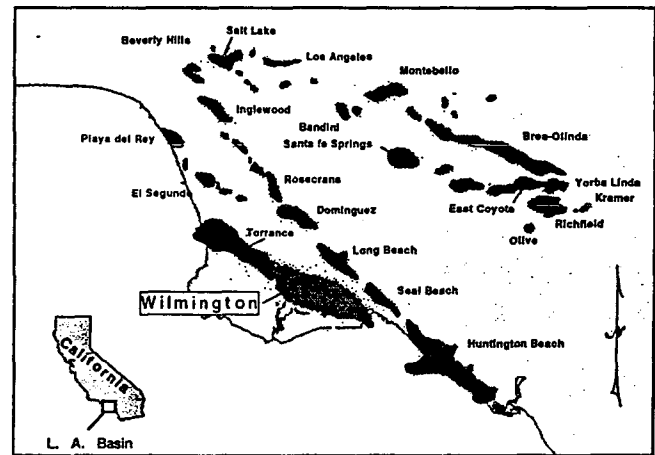 Salt Lake
Beverly Hills
Los Angeles
Montebello
Inglewood
Bandini
Playa del Rey
Santa fe Springs
Brea-Olinda
Rosecrans
El Segundo
Yorba Linda
Kramer
East Coyote
Dominguez
Richfield
Olive
Torrance
Long Beach
Wilmington
Seal Beach
Huntington Beach
California
L. A. Basin
N